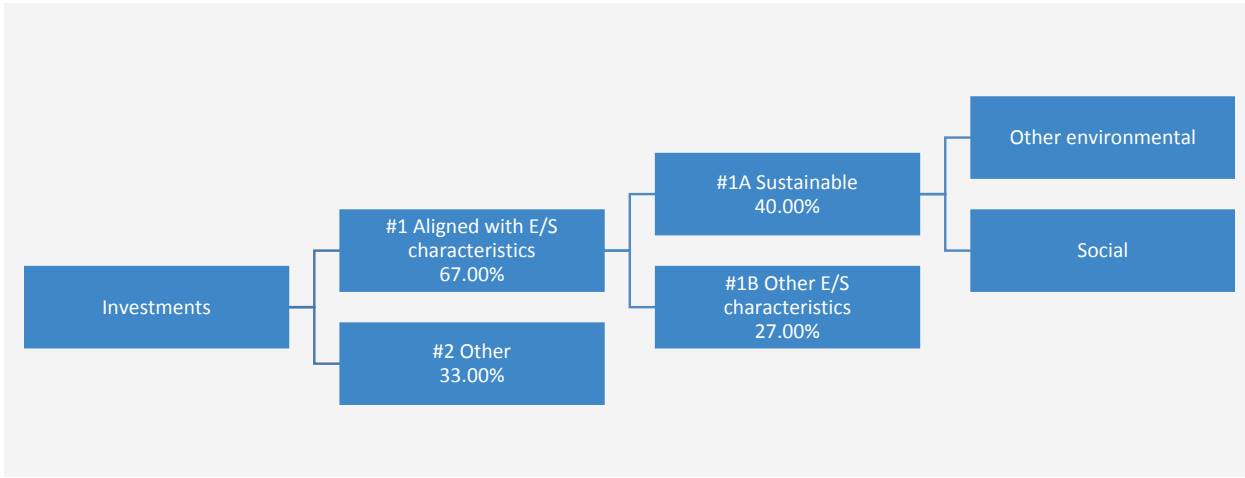 Investments
#1 Aligned with E/S
characteristics
67.00%
#2 Other
33.00%
#1A Sustainable
40.00%
#1B Other E/S
characteristics
27.00%
Other environmental
Social